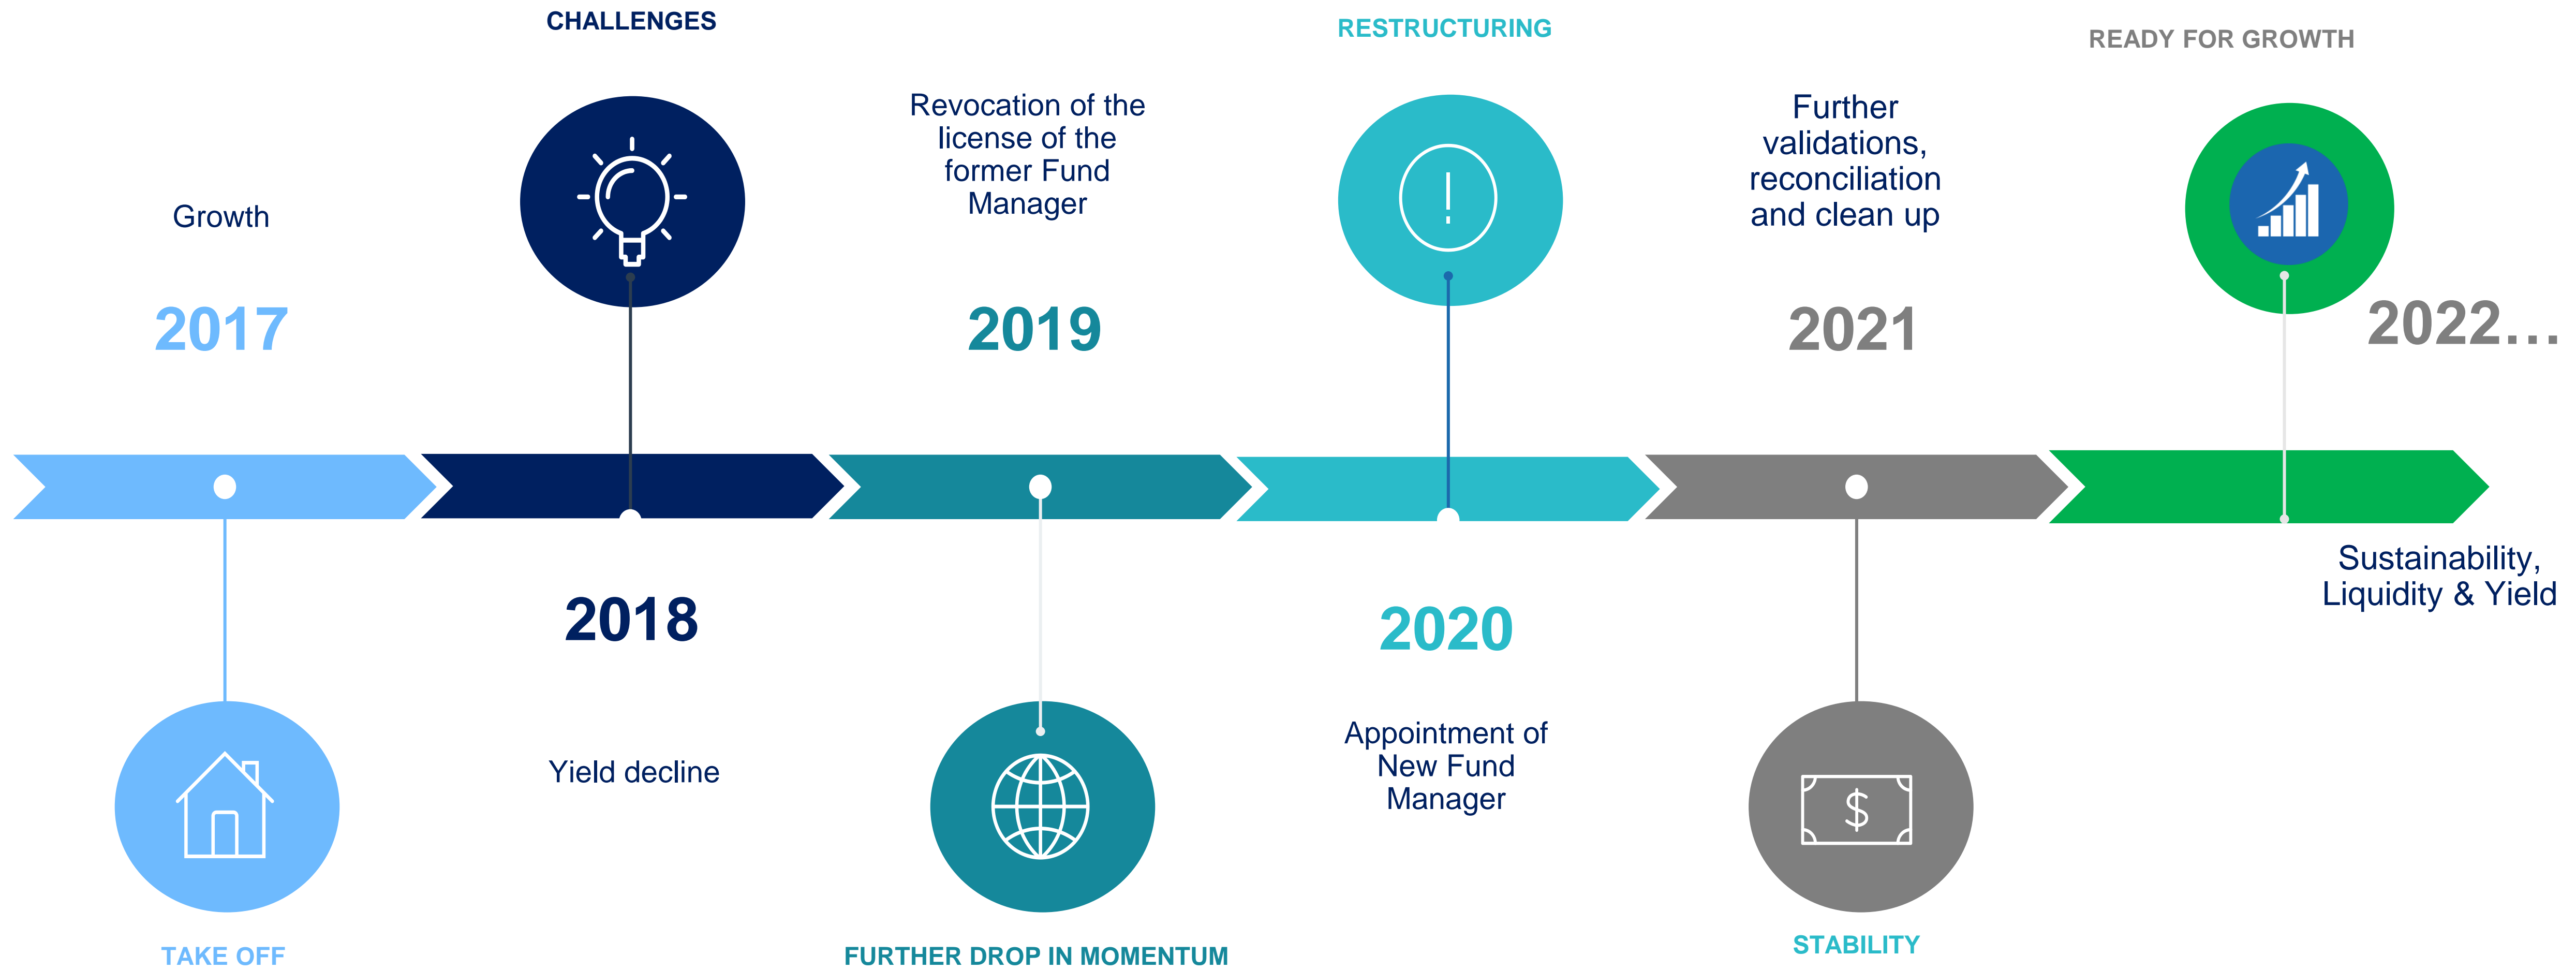 CHALLENGES
RESTRUCTURING
READY FOR GROWTH
Growth
2017
Revocation of the
license of the
former Fund
Manager
2019
Further
validations,
reconciliation
and clean up
2021
2022...
2018
Yield decline
2020
Appointment of
New Fund
Manager
Sustainability,
Liquidity & Yield
$
TAKE OFF
FURTHER DROP IN MOMENTUM
STABILITY